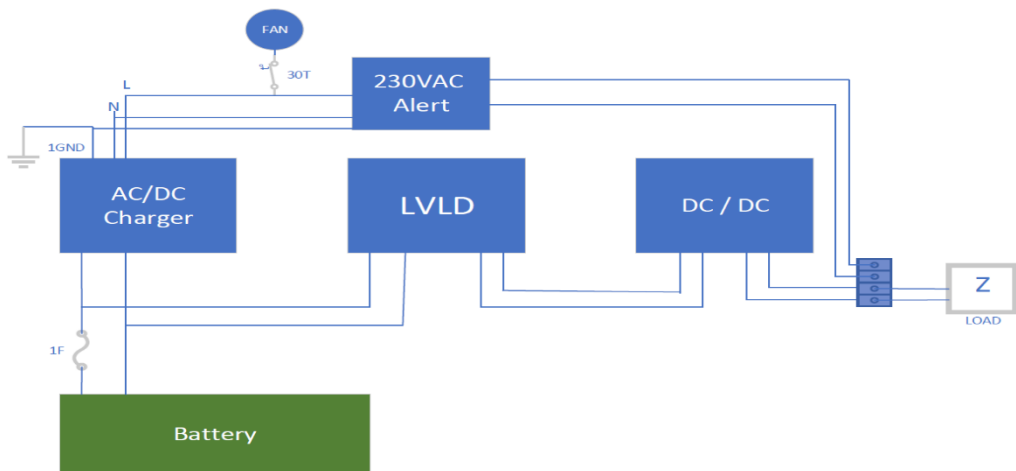 FAN
t°
30T
230VAC
Alert
L
N
1GND
AC/DC
Charger
LVLD
DC / DC
Z
LOAD
1F
Battery